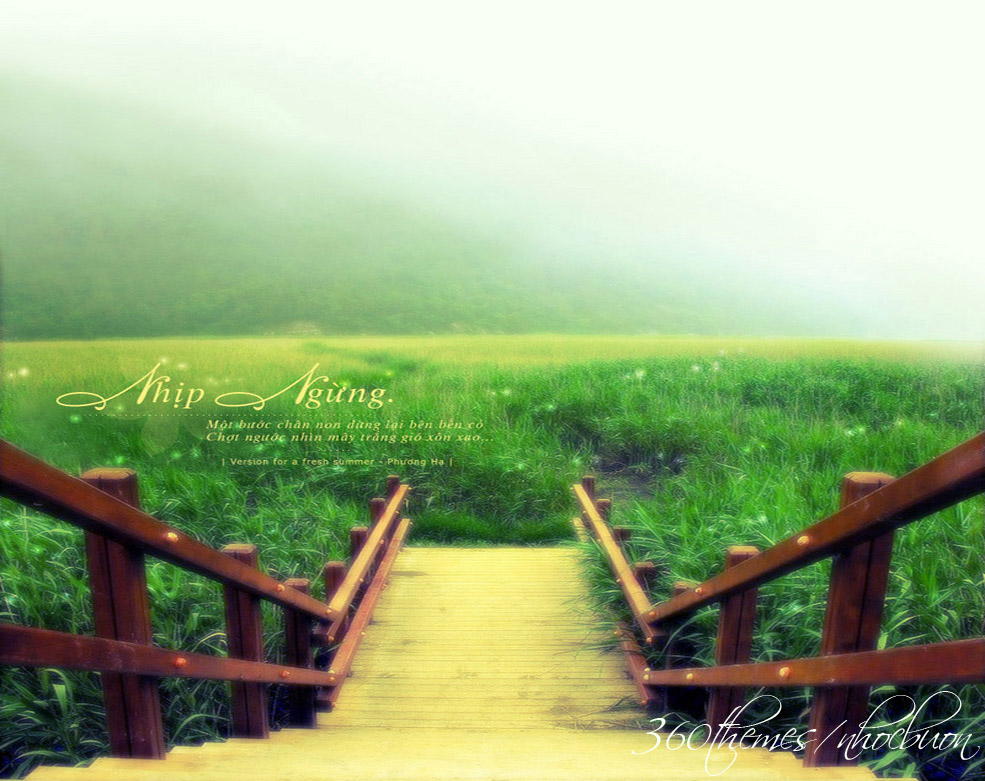 Nhịp Ngừng.
Một bước chân non dừng lại bên bến cỏ
Chợt ngước nhìn mây trắng gió xôn xao...
| Version for a fresh summer - Phương Hạ |
360themes/nhocbuon